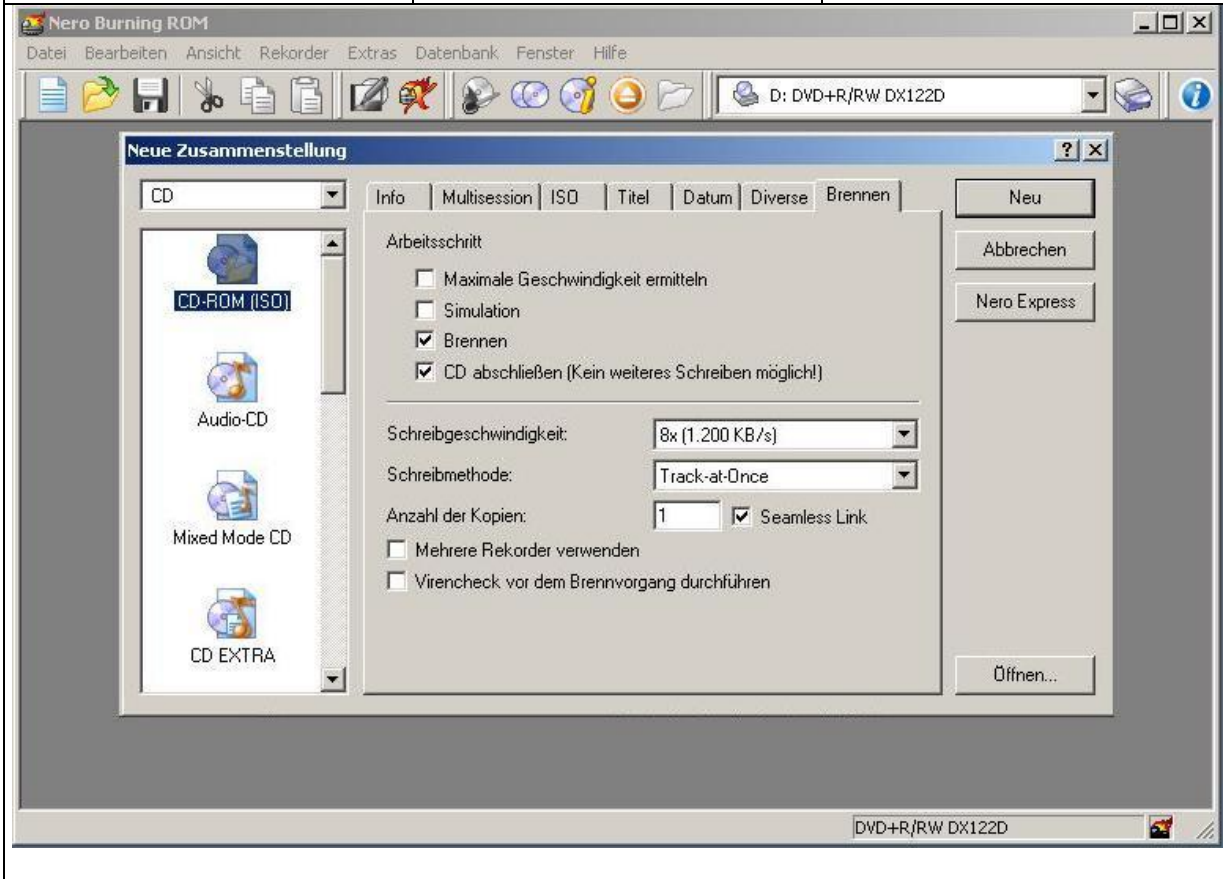 Nero Burning ROM
Datei Bearbeiten Ansicht Rekorder Extras Datenbank Fenster Hilfe
D: DVD+R/RW DX122D
Neue Zusammenstellung
CD
Info Multisession ISO Titel Datum Diverse Brennen
Neu
Abbrechen
Nero Express
CD-ROM (ISO)
Audio-CD
Mixed Mode CD
CD EXTRA
Arbeitsschritt
Maximale Geschwindigkeit ermitteln
Simulation
Brennen
CD abschließen (Kein weiteres Schreiben möglich!)
Schreibgeschwindigkeit: 8x (1.200 KB/s)
Schreibmethode: Track-at-Once
Anzahl der Kopien: 1 Seamless Link
Mehrere Rekorder verwenden
Virencheck vor dem Brennvorgang durchführen
Öffnen...
DVD+R/RW DX122D